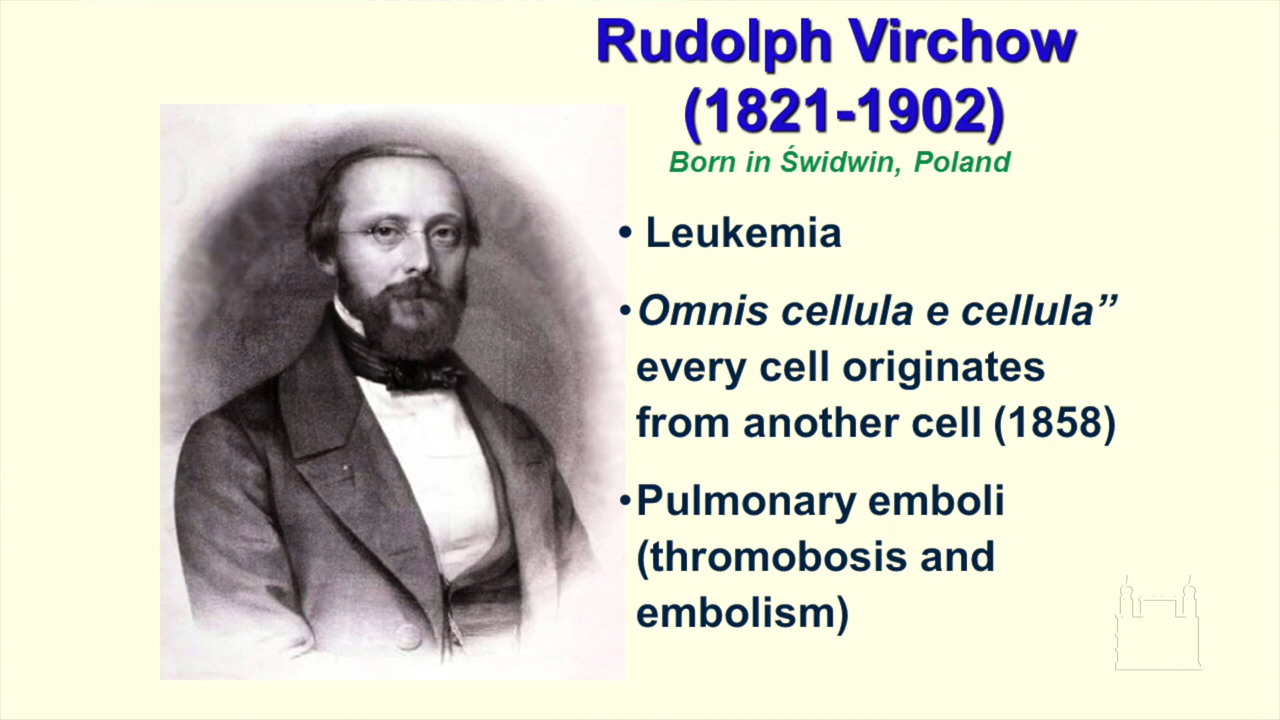 Rudolph Virchow
(1821-1902)
Born in Świdwin, Poland
• Leukemia
•Omnis cellula e cellula”
every cell originates
from another cell (1858)
•Pulmonary emboli
(thromobosis and
embolism)